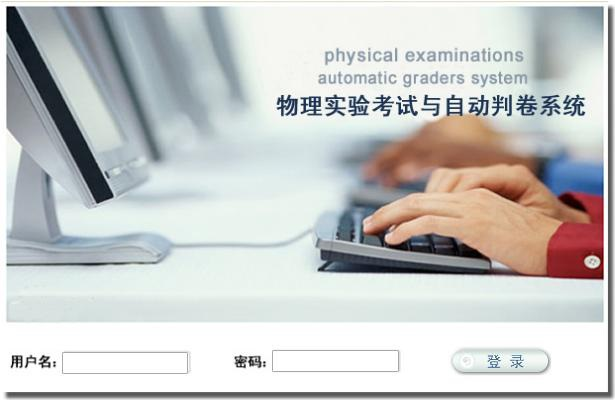 physical examinations
automatic graders system
物理实验考试与自动判卷系统
用户名:
密码:
登 录